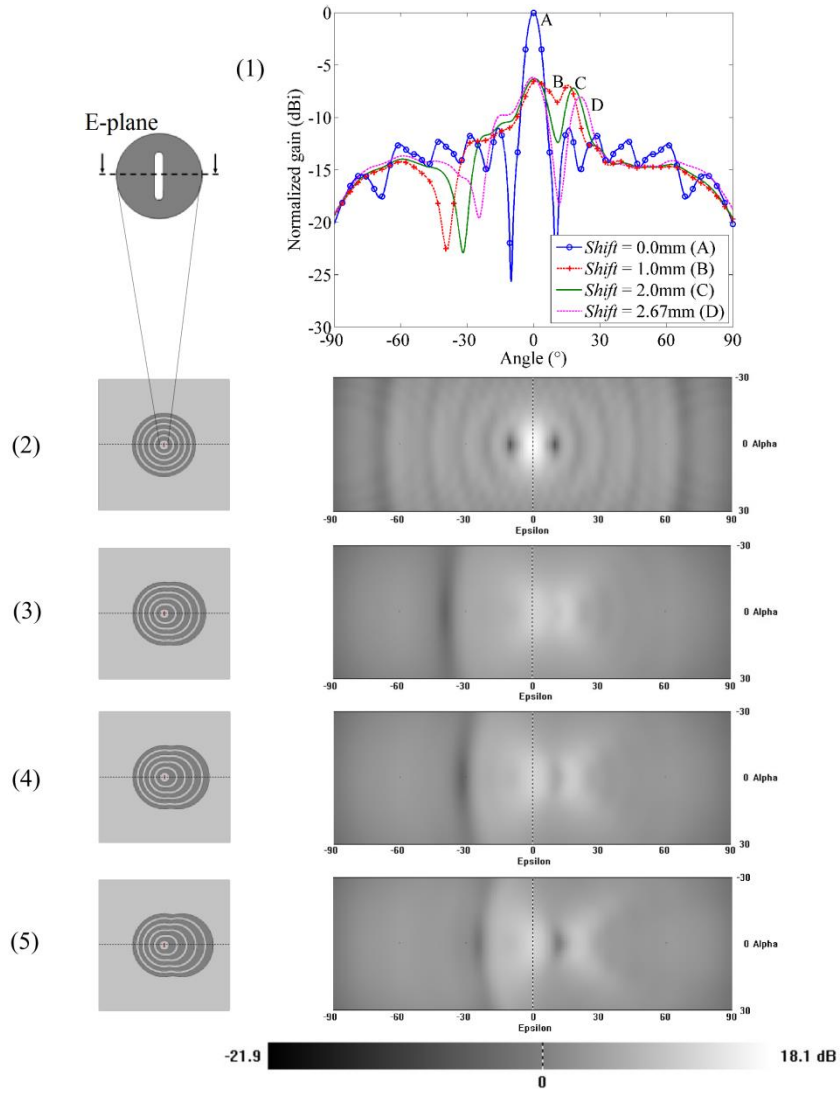 (1)
E-plane
Normalized gain (dBi)
0
-5
-10
-15
-20
-25
-30
A
B
C
D
Shift = 0.0mm (A)
Shift = 1.0mm (B)
Shift = 2.0mm (C)
Shift = 2.67mm (D)
-90 -60 -30 0 30 60 90
Angle (°)
(2)
-30
0 Alpha
30
-90 -60 -30 0 30 60 90
Epsilon
(3)
-30
0 Alpha
30
-90 -60 -30 0 30 60 90
Epsilon
(4)
-30
0 Alpha
30
-90 -60 -30 0 30 60 90
Epsilon
(5)
-30
0 Alpha
30
-90 -60 -30 0 30 60 90
Epsilon
-21.9 18.1 dB
0